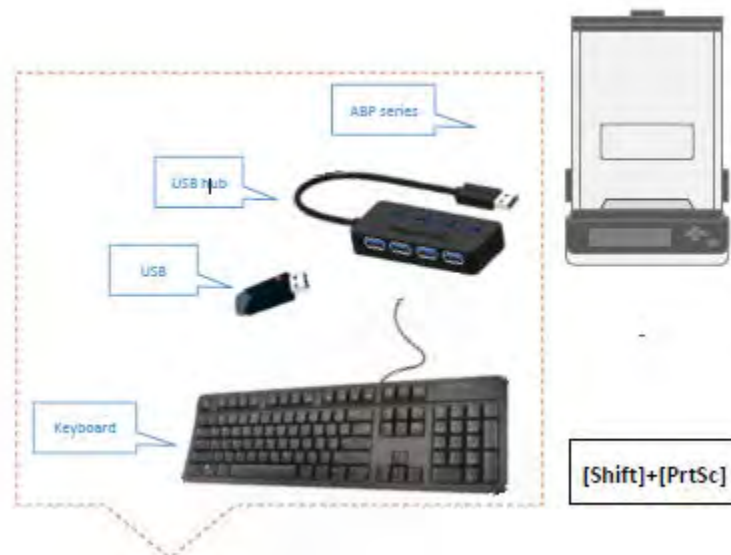 ABP series
USB hub
USB
Keyboard
[Shift]+[PrtSc]